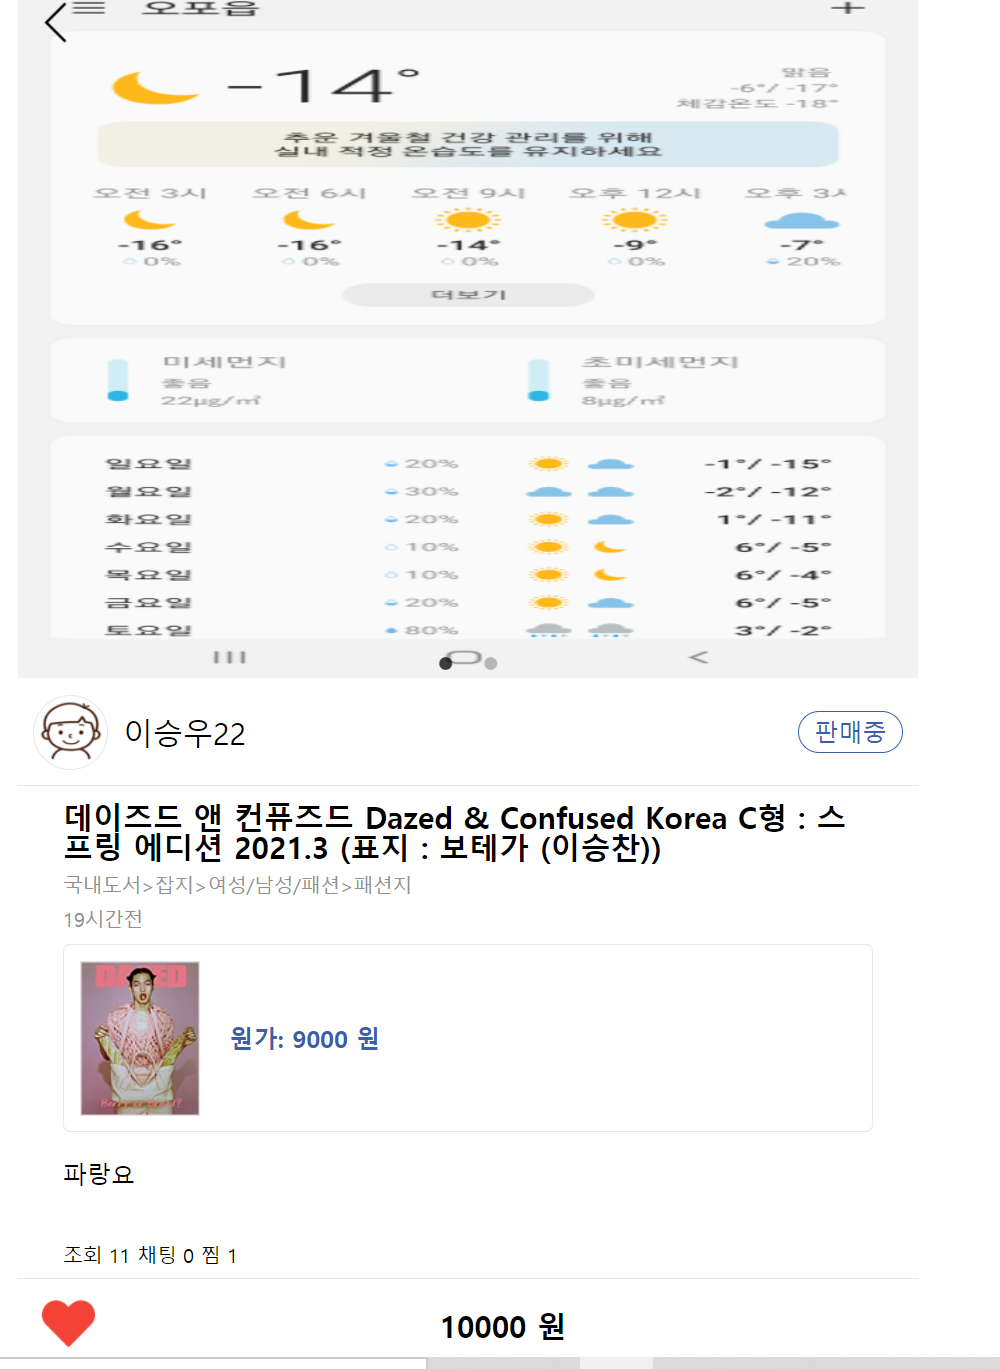 오포읍
-14°
맑음
-6°/ -17°
체감온도 -18°
추운 겨울철 건강 관리를 위해
실내 적정 온습도를 유지하세요
오전 3시 오전 6시 오전 9시 오후 12시 오후 3시
-16° -16° -14° -9° -7°
0% 0% 0% 0% 20%
더보기
미세먼지 초미세먼지
좋음 좋음
22μg/㎥ 8μg/㎥
일요일 20% -1°/ -15°
월요일 30% -2°/ -12°
화요일 20% 1°/ -11°
수요일 10% 6°/ -5°
목요일 10% 6°/ -4°
금요일 20% 6°/ -5°
토요일 80% 3°/ -2°
이승우22 판매중
데이즈드 앤 컨퓨즈드 Dazed & Confused Korea C형 : 스
프링 에디션 2021.3 (표지 : 보테가 (이승찬))
국내도서>잡지>여성/남성/패션>패션지
19시간전
DAZED
원가: 9000 원
파랑요
조회 11 채팅 0 찜 1
10000 원